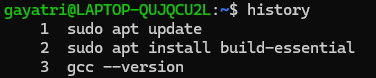 gayatri@LAPTOP-QUJQCU2L:~$ history
1 sudo apt update
2 sudo apt install build-essential
3 gcc --version